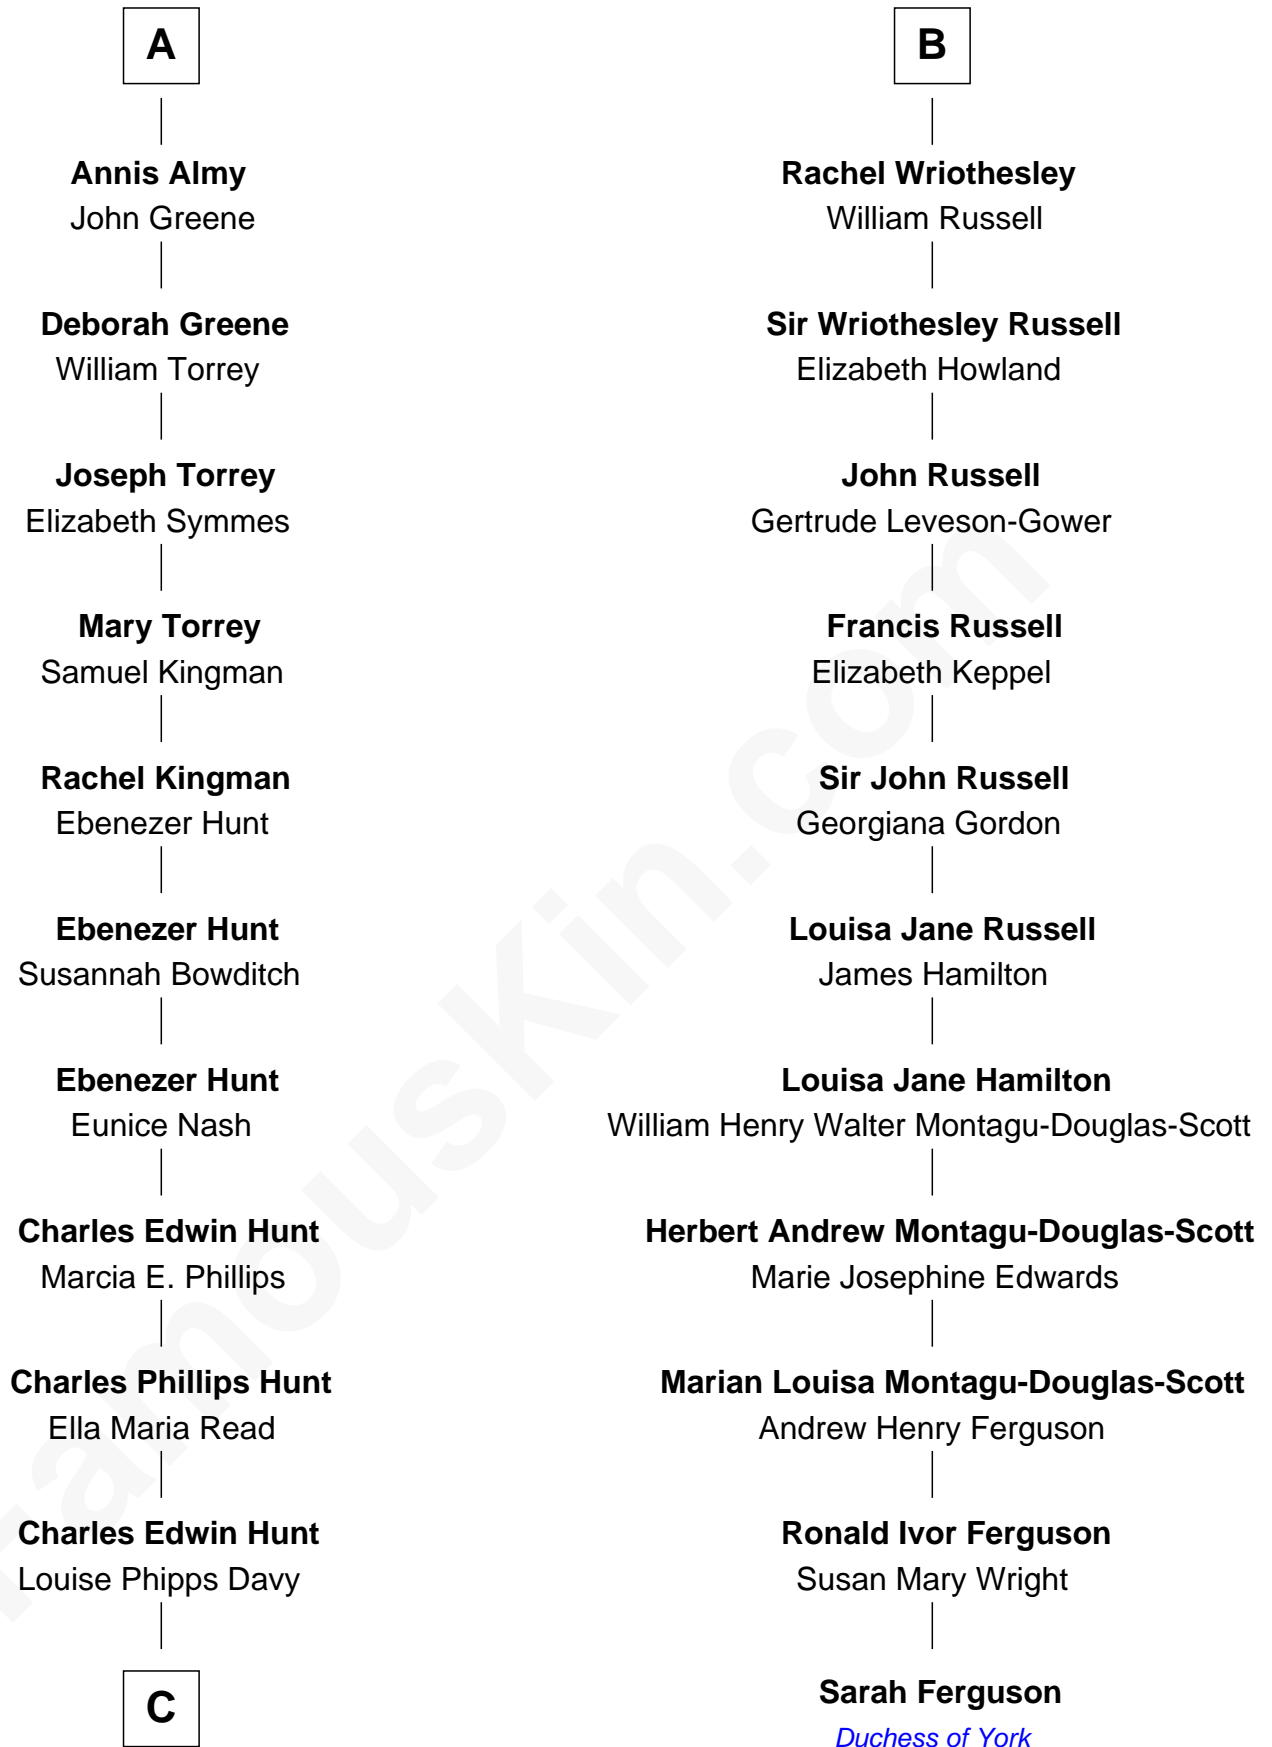 A
Annis Almy
John Greene
Deborah Greene
William Torrey
Joseph Torrey
Elizabeth Symmes
Mary Torrey
Samuel Kingman
Rachel Kingman
Ebenezer Hunt
Ebenezer Hunt
Susannah Bowditch
Ebenezer Hunt
Eunice Nash
Charles Edwin Hunt
Marcia E. Phillips
Charles Phillips Hunt
Ella Maria Read
Charles Edwin Hunt
Louise Phipps Davy
C
B
Rachel Wriothesley
William Russell
Sir Wriothesley Russell
Elizabeth Howland
John Russell
Gertrude Leveson-Gower
Francis Russell
Elizabeth Keppel
Sir John Russell
Georgiana Gordon
Louisa Jane Russell
James Hamilton
Louisa Jane Hamilton
William Henry Walter Montagu-Douglas-Scott
Herbert Andrew Montagu-Douglas-Scott
Marie Josephine Edwards
Marian Louisa Montagu-Douglas-Scott
Andrew Henry Ferguson
Ronald Ivor Ferguson
Susan Mary Wright
Sarah Ferguson
Duchess of York
FamousKin.com